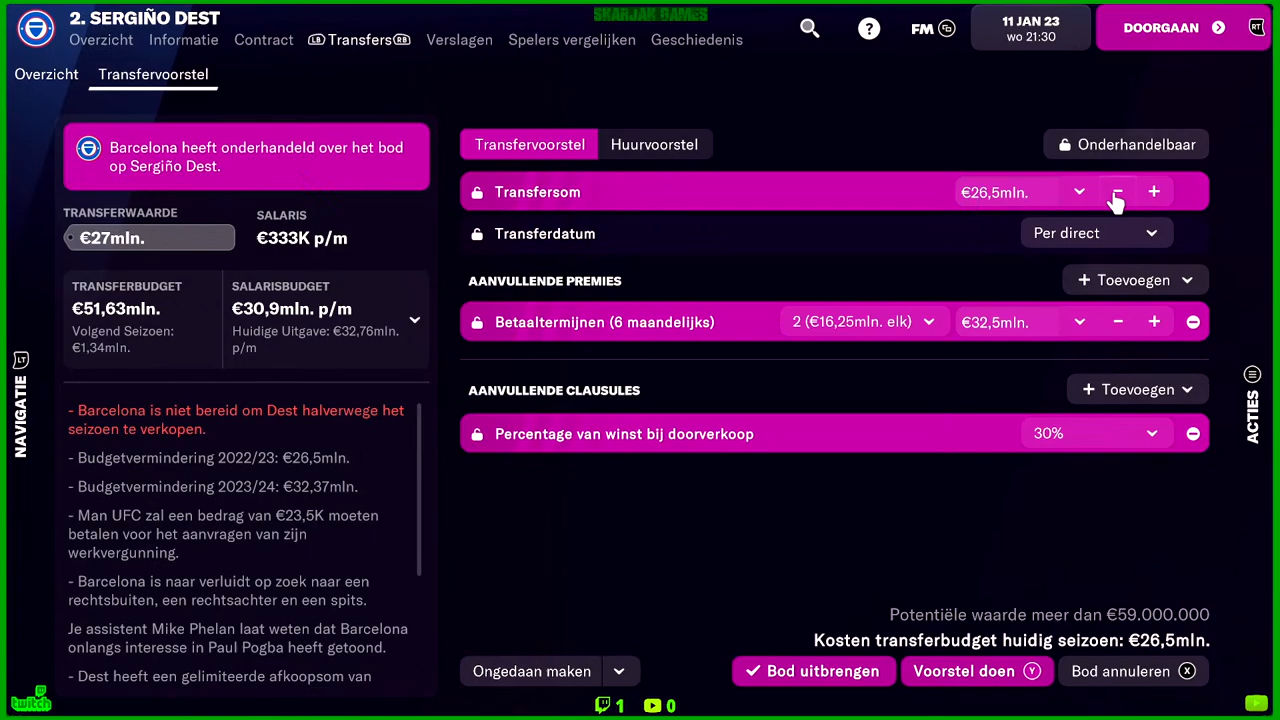 SKARJAK GAMES
2. SERGIÑO DEST
Overzicht Informatie Contract LB Transfers RB Verslagen Spelers vergelijken Geschiedenis
? FM
11 JAN 23
wo 21:30
DOORGAAN RT
Overzicht Transfervoorstel
Barcelona heeft onderhandeld over het bod
op Sergiño Dest.
TRANSFERWAARDE
€27mln.
SALARIS
€333K p/m
TRANSFERBUDGET
€51,63mln.
Volgend Seizoen:
€1,34mln.
SALARISBUDGET
€30,9mln. p/m
Huidige Uitgave: €32,76mln.
p/m
- Barcelona is niet bereid om Dest halverwege het
seizoen te verkopen.
- Budgetvermindering 2022/23: €26,5mln.
- Budgetvermindering 2023/24: €32,37mln.
- Man UFC zal een bedrag van €23,5K moeten
betalen voor het aanvragen van zijn
werkvergunning.
- Barcelona is naar verluidt op zoek naar een
rechtsbuiten, een rechtsachter en een spits.
Je assistent Mike Phelan laat weten dat Barcelona
onlangs interesse in Paul Pogba heeft getoond.
- Dest heeft een gelimiteerde afkoopsom van
Transfervoorstel Huurvoorstel Onderhandelbaar
Transfersom €26,5mln. - +
Transferdatum Per direct
AANVULLENDE PREMIES + Toevoegen
Betaaltermijnen (6 maandelijks) 2 (€16,25mln. elk) €32,5mln. - +
AANVULLENDE CLAUSULES + Toevoegen
Percentage van winst bij doorverkoop 30%
Potentiële waarde meer dan €59.000.000
Kosten transferbudget huidig seizoen: €26,5mln.
Ongedaan maken Bod uitbrengen Voorstel doen Y Bod annuleren X
LT
NAVIGATIE
ACTIES
twitch
1 0